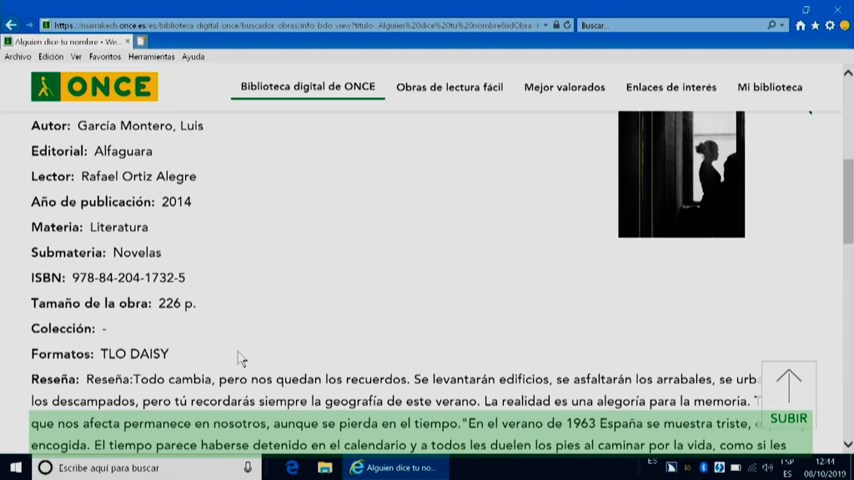 https://marrakech.once.es/es/biblioteca-digital-once/buscador-obras/info-bdo-view?titulo=Alguien%20dice%20tu%20nombre&idObra
Buscar...
Alguien dice tu nombre • We...
Archivo Edición Ver Favoritos Herramientas Ayuda
ONCE
Biblioteca digital de ONCE Obras de lectura fácil Mejor valorados Enlaces de interés Mi biblioteca
Autor: García Montero, Luis
Editorial: Alfaguara
Lector: Rafael Ortiz Alegre
Año de publicación: 2014
Materia: Literatura
Submateria: Novelas
ISBN: 978-84-204-1732-5
Tamaño de la obra: 226 p.
Colección: -
Formatos: TLO DAISY
Reseña: Reseña:Todo cambia, pero nos quedan los recuerdos. Se levantarán edificios, se asfaltarán los arrabales, se
los descampados, pero tú recordarás siempre la geografía de este verano. La realidad es una alegoría para la memoria.
que nos afecta permanece en nosotros, aunque se pierda en el tiempo."En el verano de 1963 España se muestra triste,
encogida. El tiempo parece haberse detenido en el calendario y a todos les duelen los pies al caminar por la vida, como si les
SUBIR
Escribe aquí para buscar
Alguien dice tu no...
ES
ESP
ES
12:44
08/10/2019